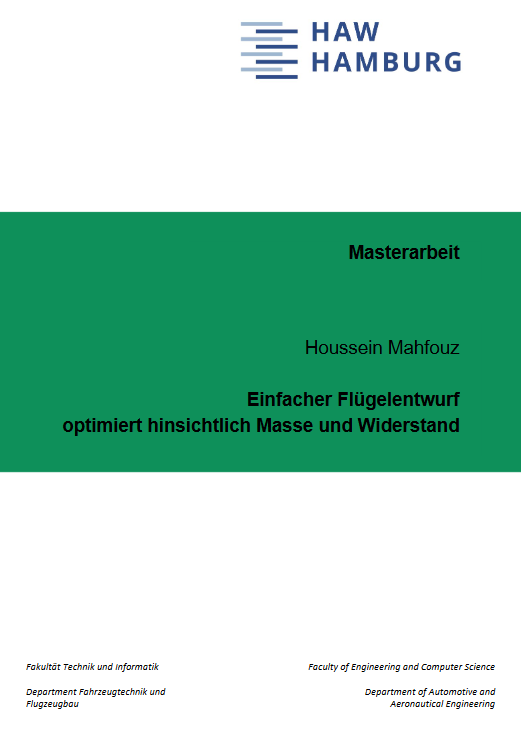 HAW
HAMBURG
Masterarbeit
Houssein Mahfouz
Einfacher Flügelentwurf
optimiert hinsichtlich Masse und Widerstand
Fakultät Technik und Informatik
Department Fahrzeugtechnik und
Flugzeugbau
Faculty of Engineering and Computer Science
Department of Automotive and
Aeronautical Engineering